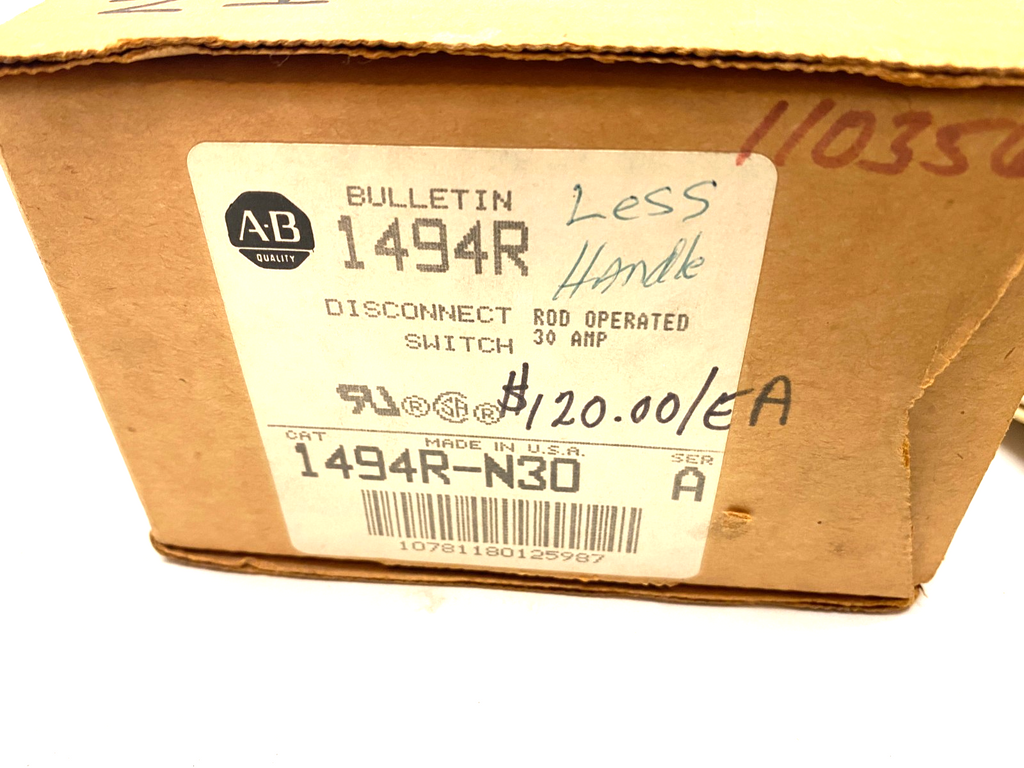 110356
A·B
QUALITY
BULLETIN
1494R
Less
Handle
DISCONNECT
SWITCH
ROD OPERATED
30 AMP
$120.00/EA
MADE IN U.S.A.
CAT
1494R-N30
SER
A
10781180125987